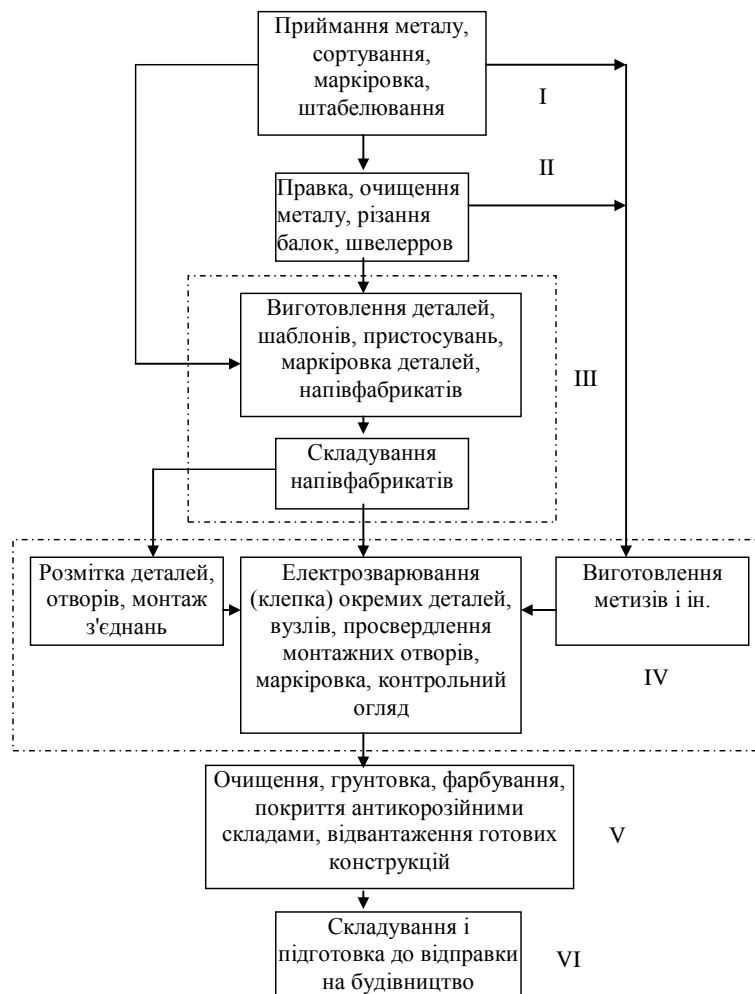 Приймання металу,
сортування,
маркіровка,
штабелювання
I
II
Правка, очищення
металу, різання
балок, швелерров
Виготовлення деталей,
шаблонів, пристосувань,
маркіровка деталей,
напівфабрикатів
III
Складування
напівфабрикатів
Розмітка деталей,
отворів, монтаж
з'єднань
Електрозварювання
(клепка) окремих деталей,
вузлів, просвердлення
монтажних отворів,
маркіровка, контрольний
огляд
Виготовлення
метизів і ін.
IV
Очищення, грунтовка, фарбування,
покриття антикорозійними
складами, відвантаження готових
конструкцій
V
Складування і
підготовка до відправки
на будівництво
VI